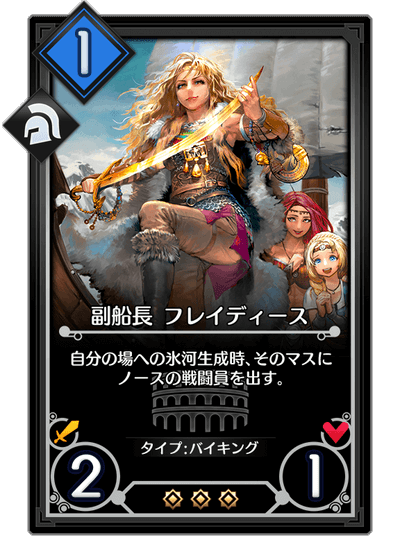 1
副船長 フレイディース
自分の場への氷河生成時、そのマスに
ノースの戦闘員を出す。
タイプ:バイキング
2
1